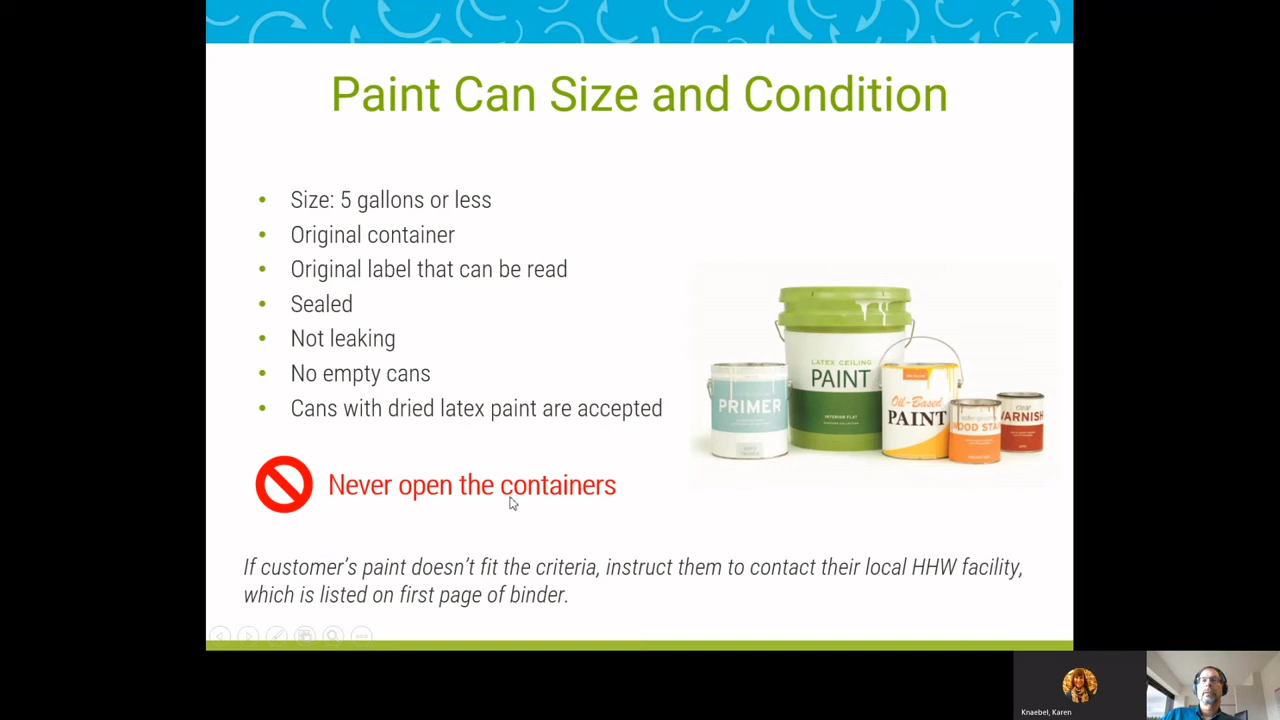 Paint Can Size and Condition
• Size: 5 gallons or less
• Original container
• Original label that can be read
• Sealed
• Not leaking
• No empty cans
• Cans with dried latex paint are accepted
PRIMER
LATEX CEILING
PAINT
INTERIOR FLAT
Oil-Based
PAINT
WOOD STAIN
VARNISH
Never open the containers
If customer's paint doesn't fit the criteria, instruct them to contact their local HHW facility,
which is listed on first page of binder.
Knaebel, Karen